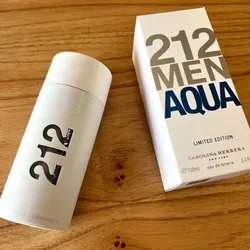 212
212
MEN
AQUA
LIMITED EDITION
CAROLINA HERRERA
NEW YORK
eau de toilette